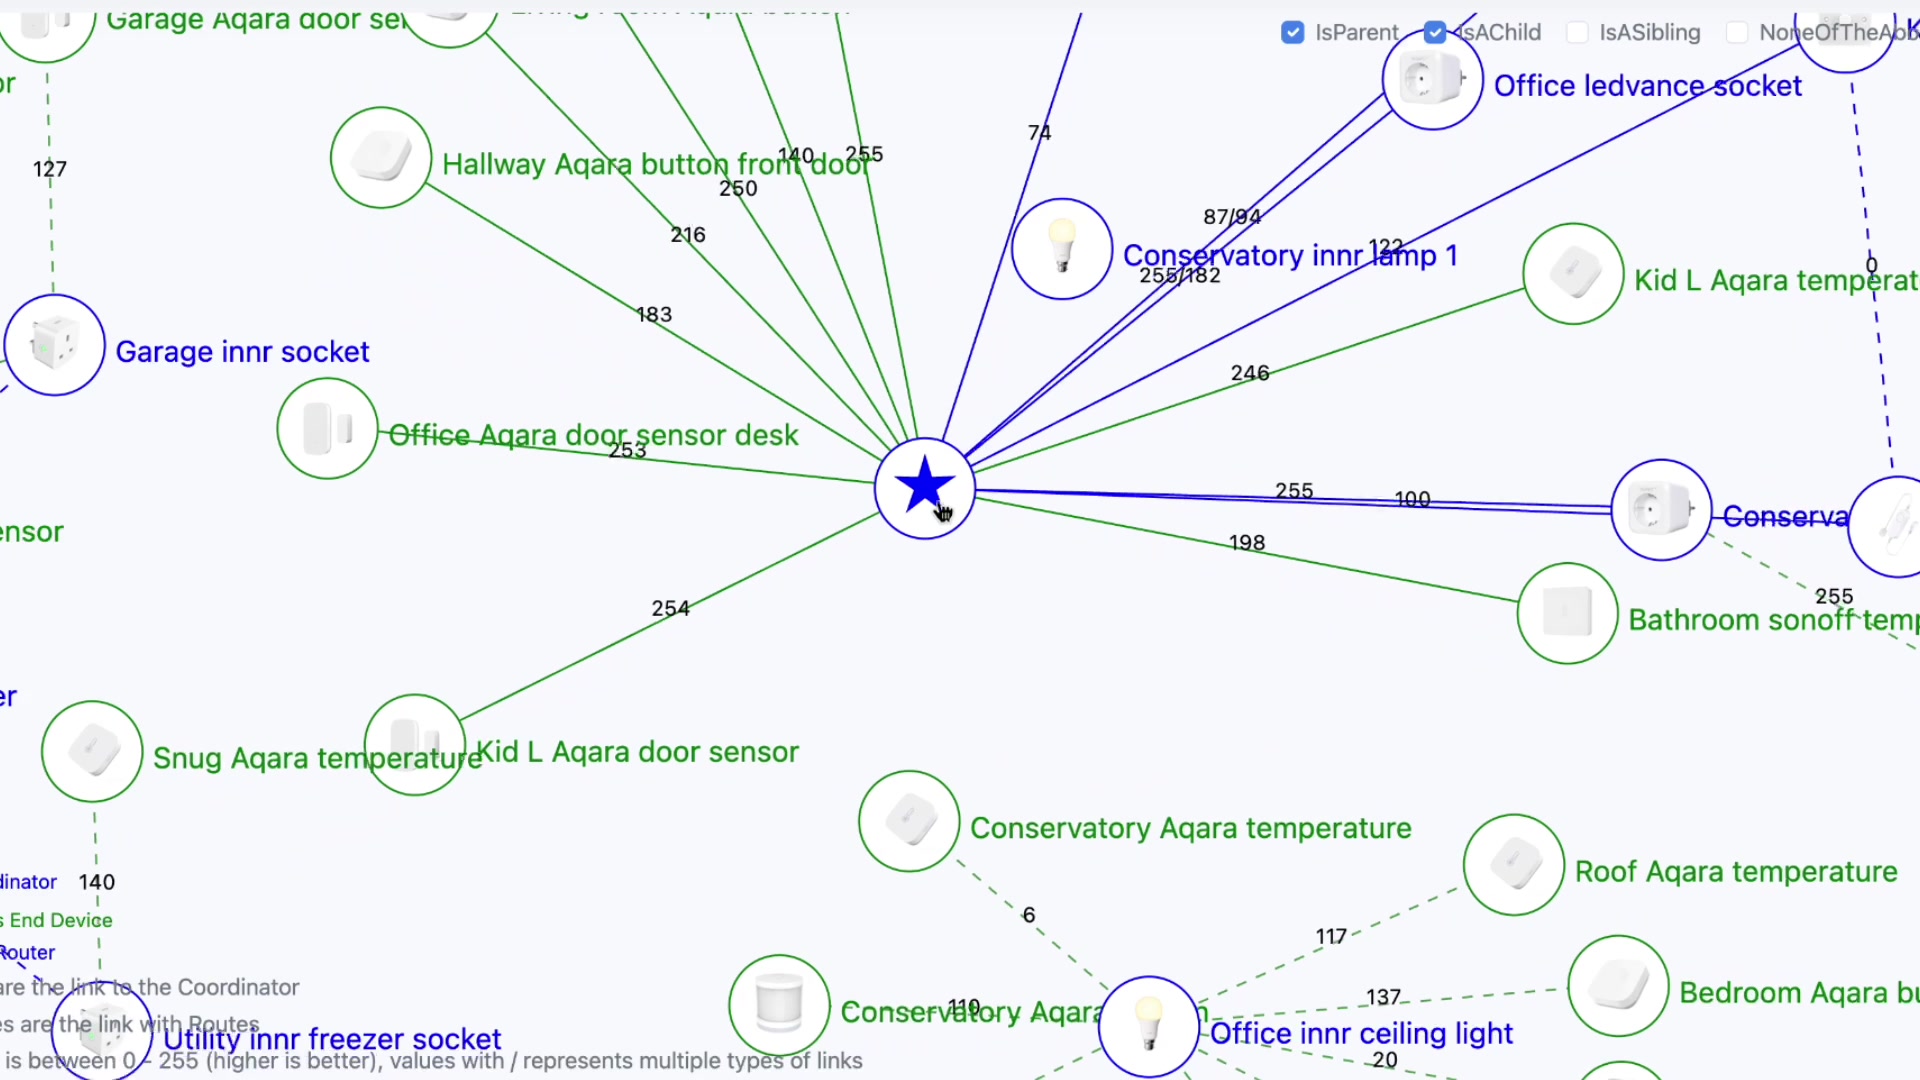 Garage Aqara door se
Living room Aqara button
IsParent
IsAChild
IsASibling
NoneOfTheAbo
or
Office ledvance socket
74
127
Hallway Aqara button front door
140
255
250
216
87/94
122
Conservatory innr lamp 1
255/182
0
Kid L Aqara temperat
183
Garage innr socket
246
Office Aqara door sensor desk
253
255
100
Conserva
ensor
198
255
254
Bathroom sonoff temp
er
Snug Aqara temperature
Kid L Aqara door sensor
Conservatory Aqara temperature
Roof Aqara temperature
dinator
140
6
s End Device
117
Router
are the link to the Coordinator
137
Bedroom Aqara bu
110
Conservatory Aqara
es are the link with Routes
Utility innr freezer socket
Office innr ceiling light
is between 0 - 255 (higher is better), values with / represents multiple types of links
20